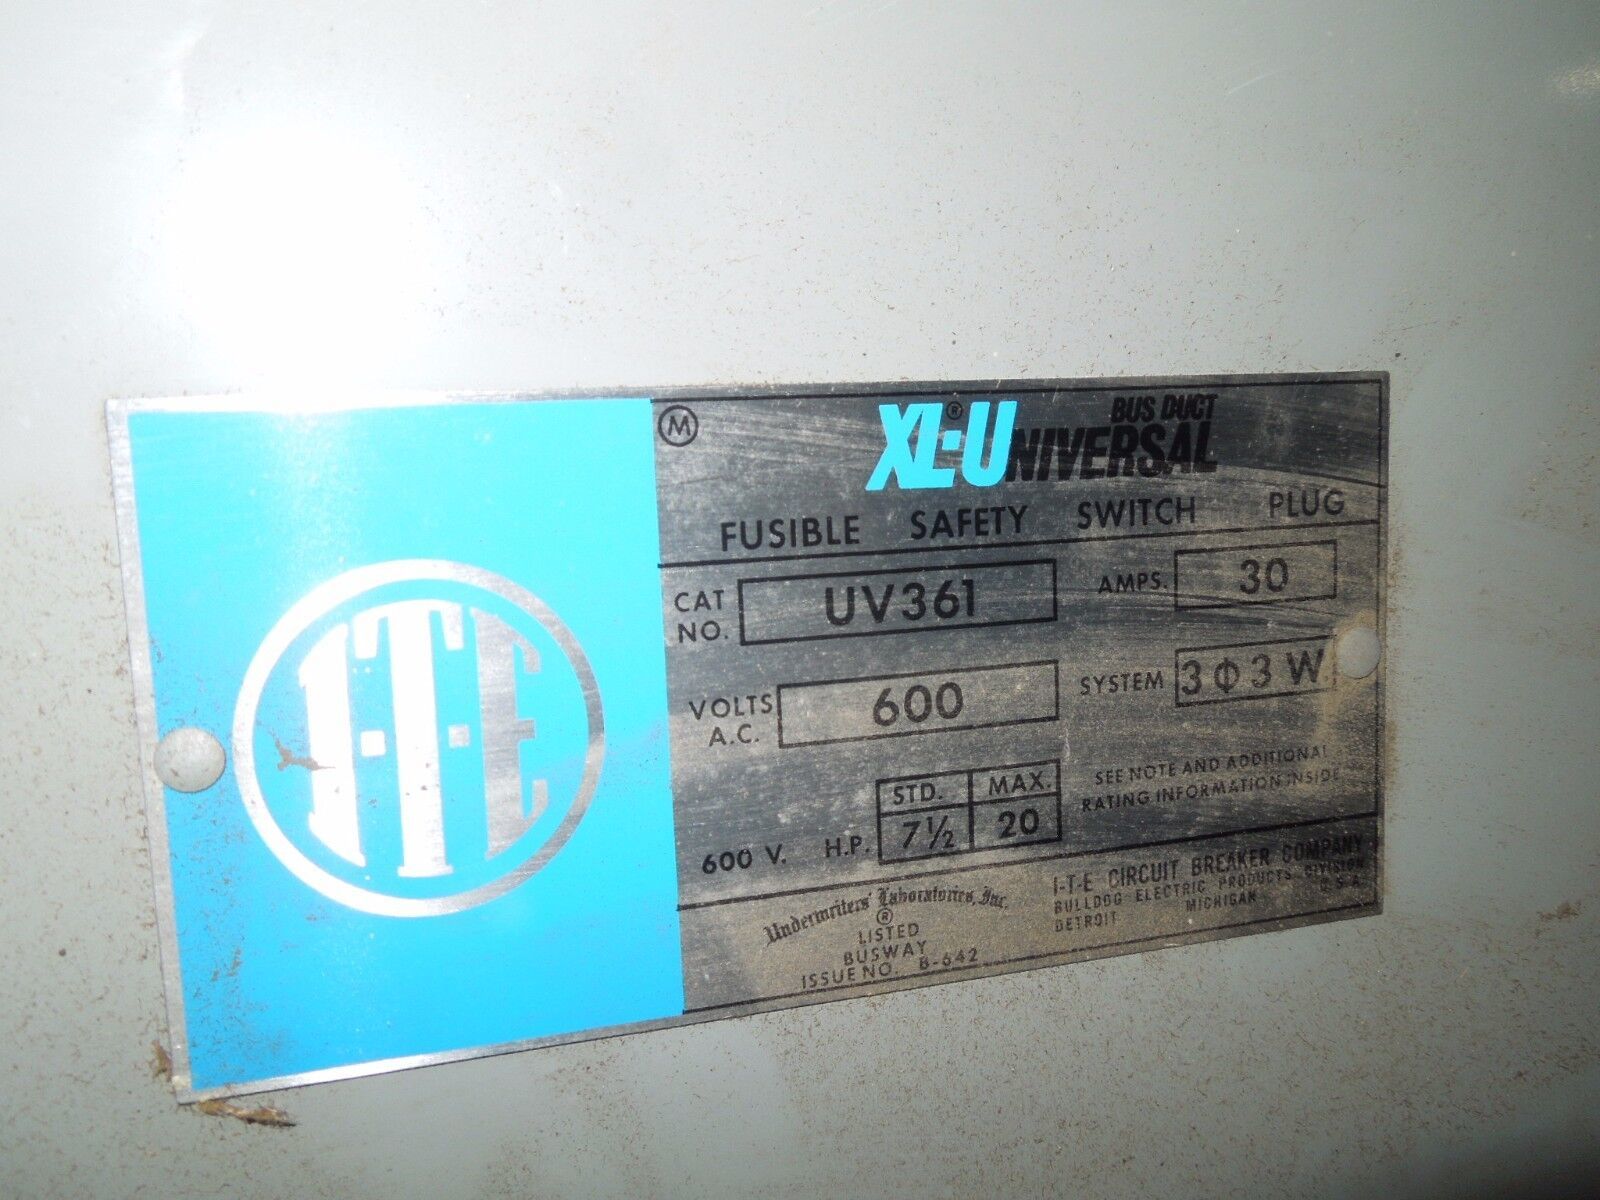 I-T-E
M
XL-UNIVERSAL®
BUS DUCT
FUSIBLE SAFETY SWITCH PLUG
CAT NO. UV361
AMPS. 30
VOLTS A.C. 600
SYSTEM 3 Φ 3 W.
STD. MAX.
600 V. H.P. 7½ 20
SEE NOTE AND ADDITIONAL
RATING INFORMATION INSIDE
Underwriters' Laboratories, Inc.
®
LISTED
BUSWAY
ISSUE NO. B-642
I-T-E CIRCUIT BREAKER COMPANY
BULLDOG ELECTRIC PRODUCTS DIVISION
DETROIT MICHIGAN U.S.A.